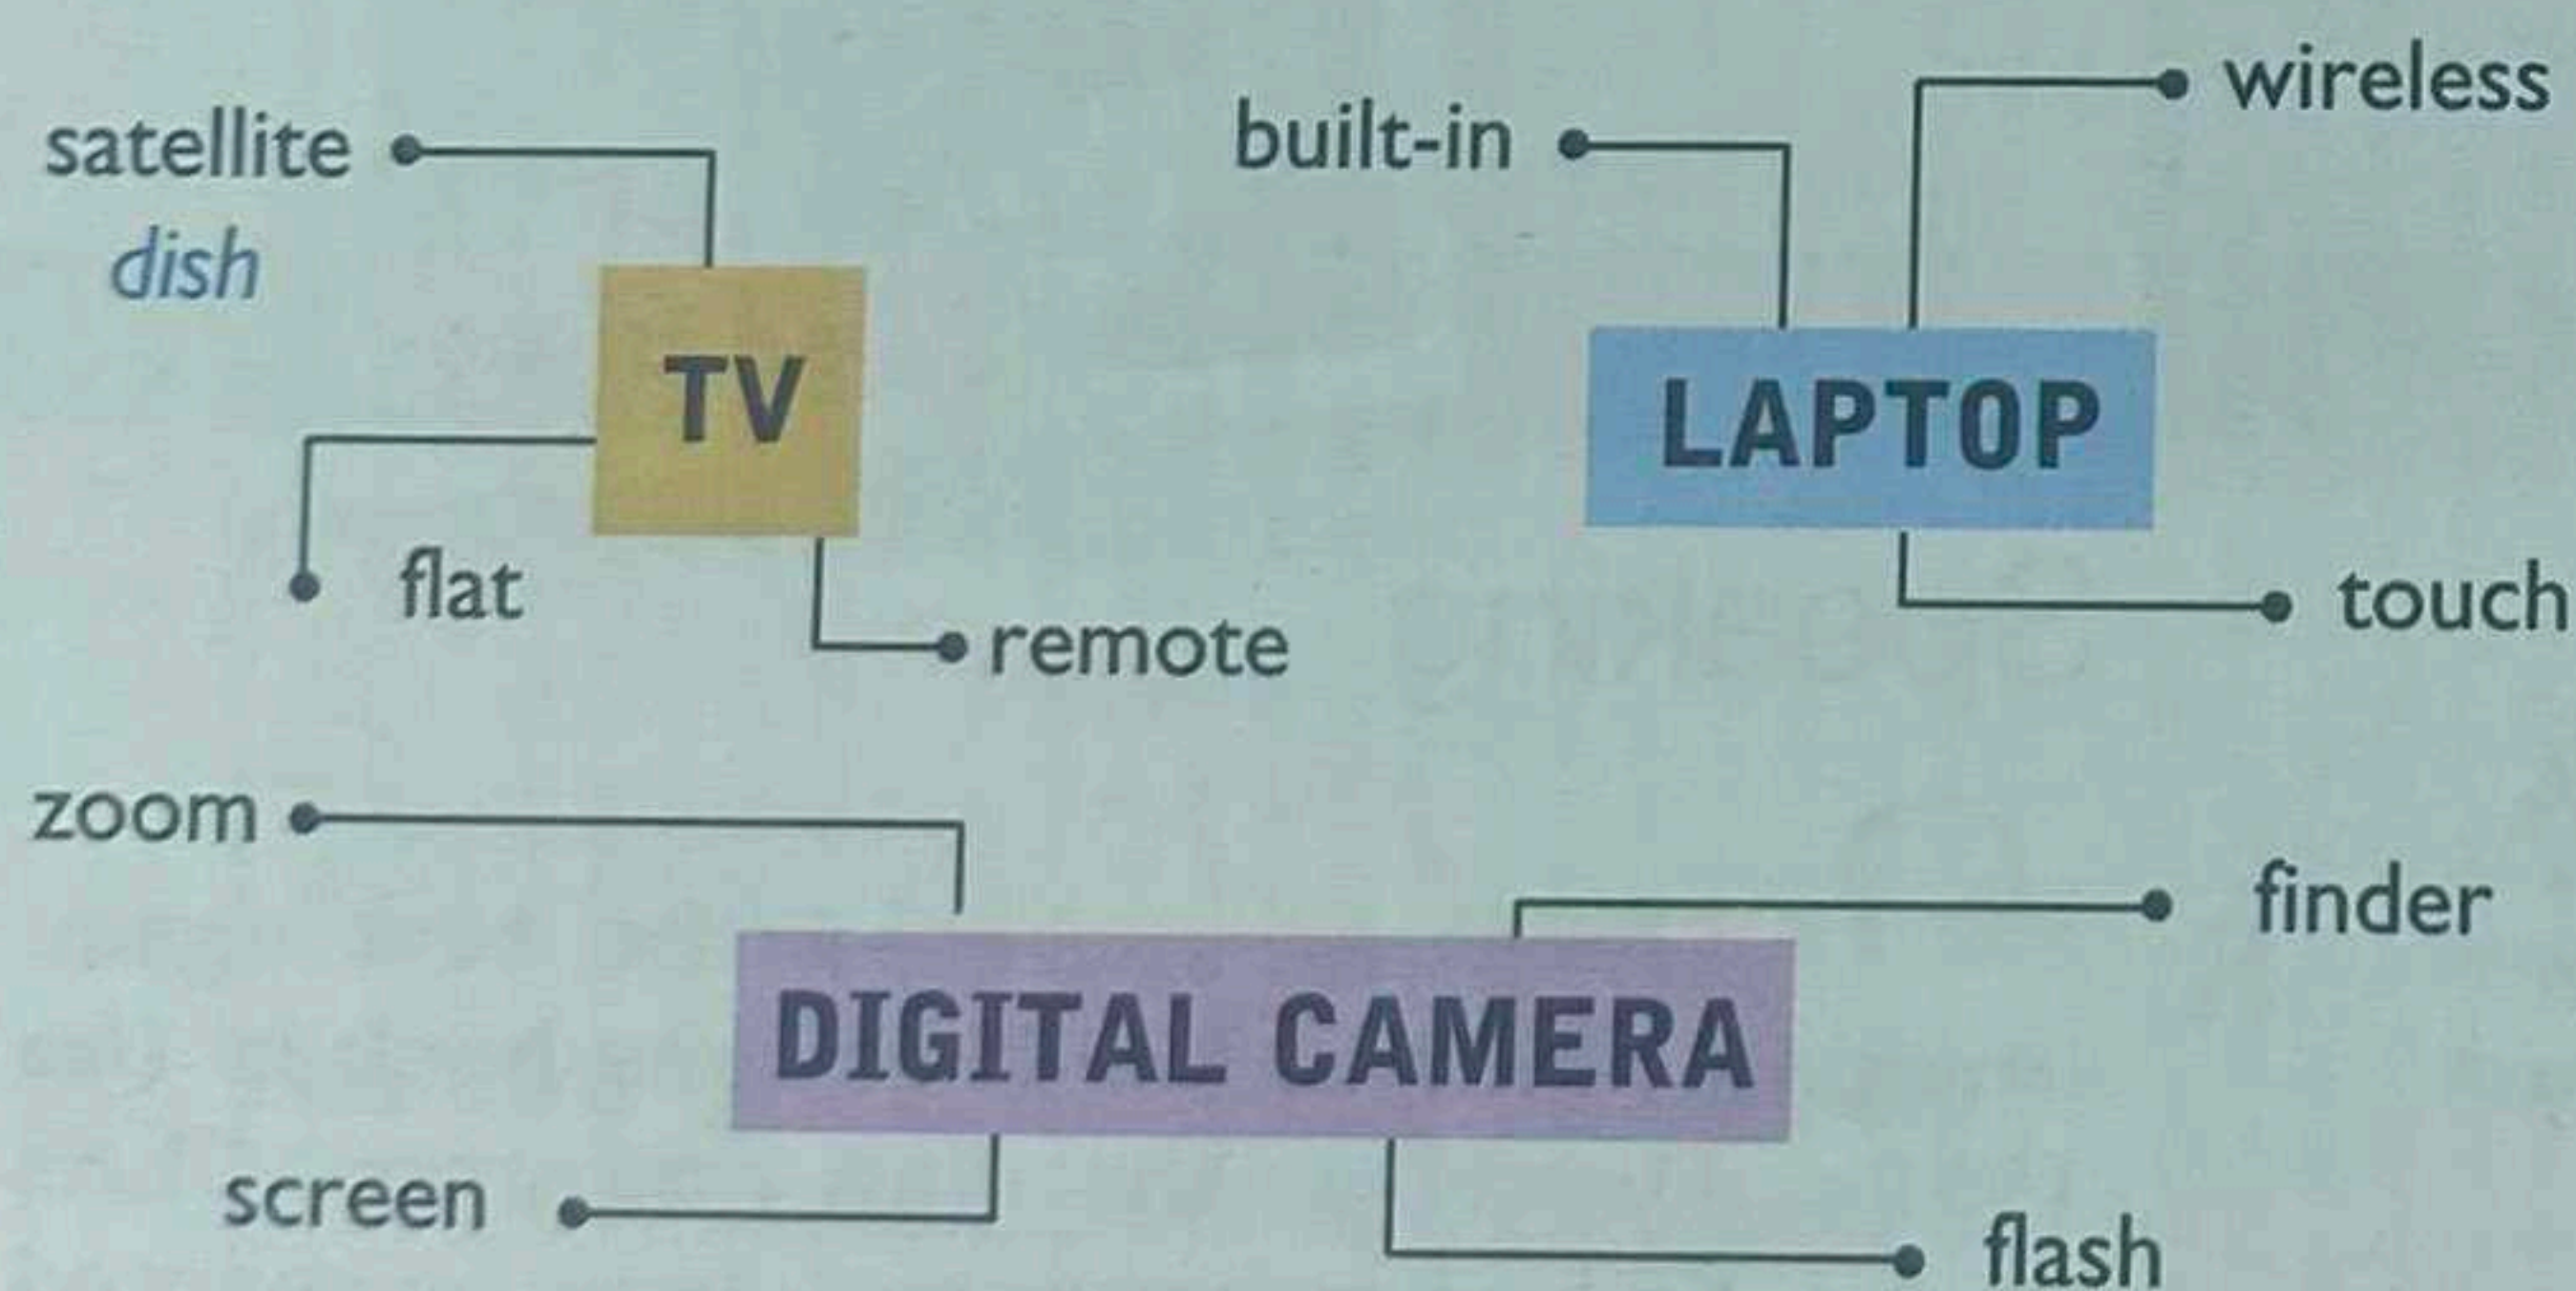 satellite
dish
TV
flat
remote
built-in
wireless
LAPTOP
touch
zoom
finder
DIGITAL CAMERA
screen
flash